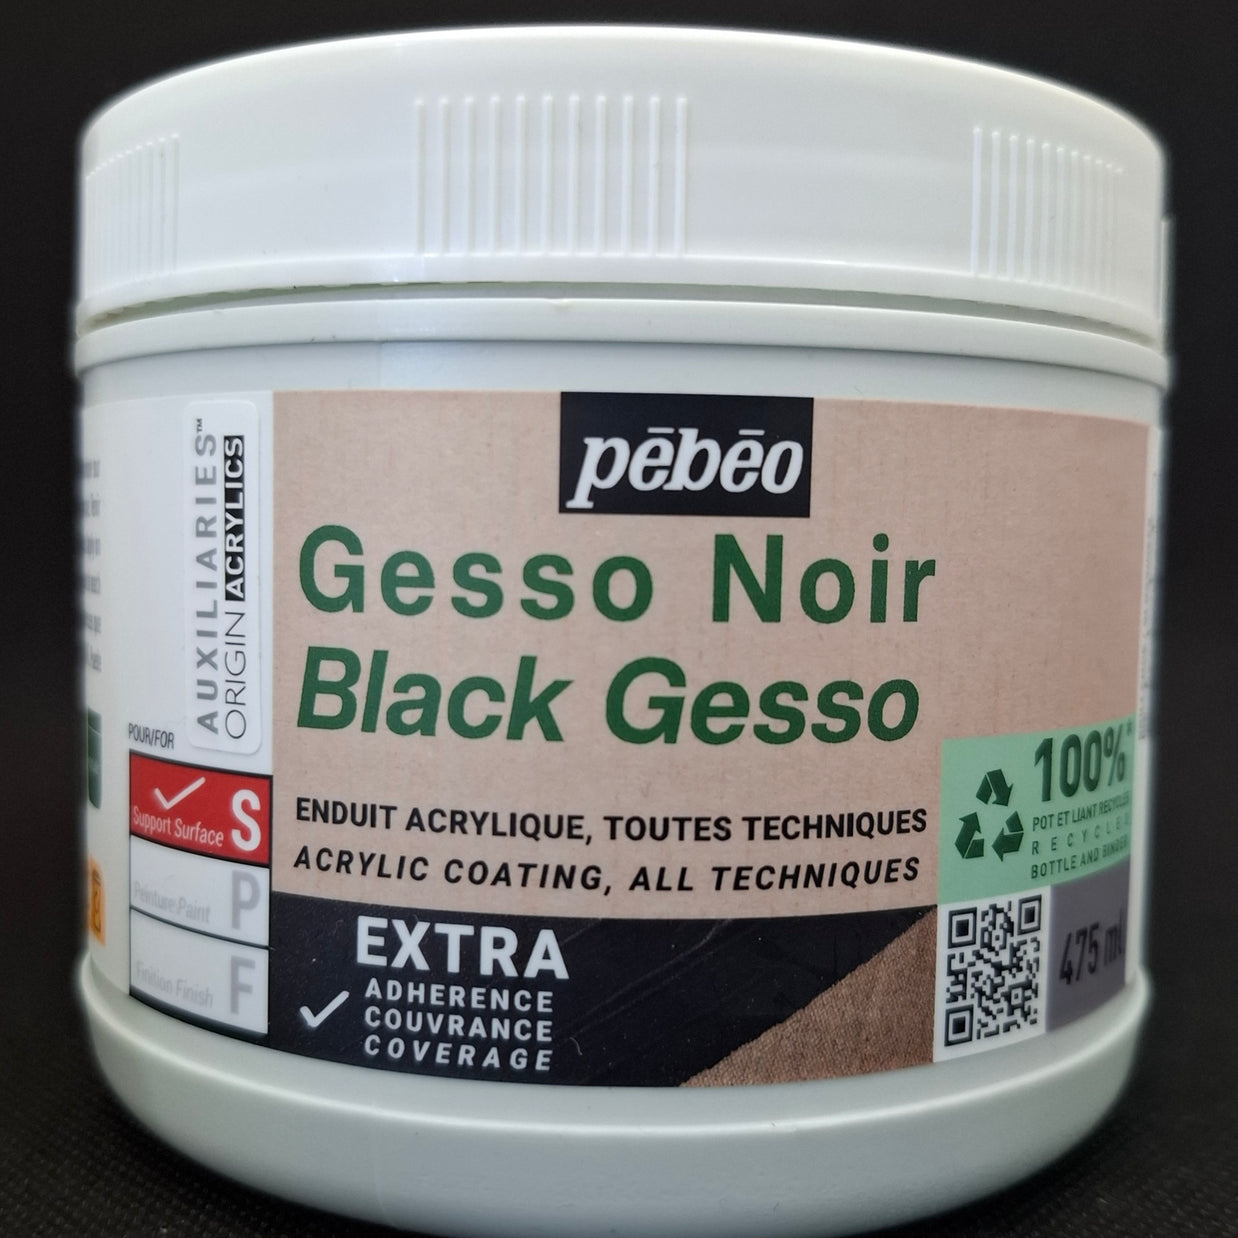 pēbēo
Gesso Noir
Black Gesso
ENDUIT ACRYLIQUE, TOUTES TECHNIQUES
ACRYLIC COATING, ALL TECHNIQUES
EXTRA
ADHERENCE
COUVRANCE
COVERAGE
AUXILIARIES™
ORIGIN ACRYLICS
POUR/FOR
Support Surface S
Peinture Paint P
Finition Finish F
100%*
POT ET LIANT RECYCLÉS
RECYCLED
BOTTLE AND BINDER
475 mL